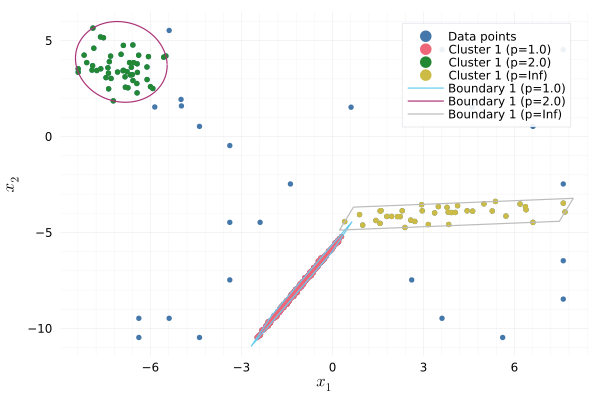 Data points
Cluster 1 (p=1.0)
Cluster 1 (p=2.0)
Cluster 1 (p=Inf)
Boundary 1 (p=1.0)
Boundary 1 (p=2.0)
Boundary 1 (p=Inf)
5
0
−5
−10
x₂
−6
−3
0
3
6
x₁